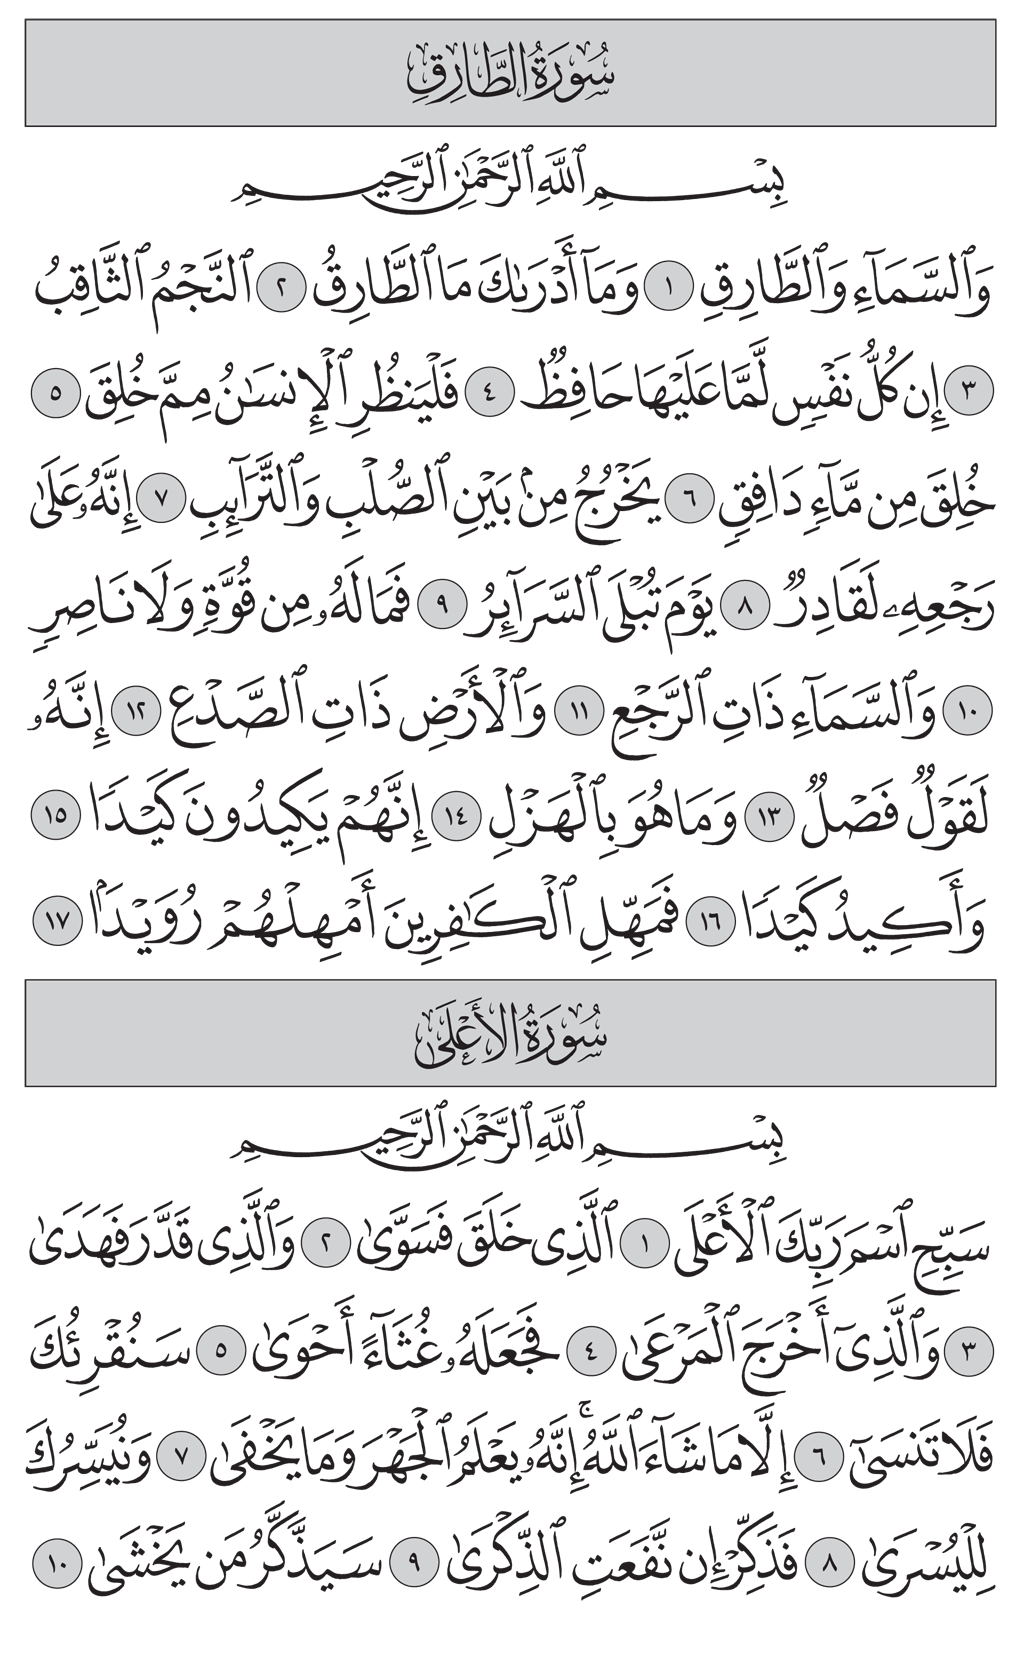 سُورَةُ الطَّارِقِ
بِسْمِ ٱللَّهِ ٱلرَّحْمَٰنِ ٱلرَّحِيمِ
وَٱلسَّمَآءِ وَٱلطَّارِقِ ١ وَمَآ أَدْرَىٰكَ مَا ٱلطَّارِقُ ٢ ٱلنَّجْمُ ٱلثَّاقِبُ
٣ إِن كُلُّ نَفْسٍ لَّمَّا عَلَيْهَا حَافِظٌ ٤ فَلْيَنظُرِ ٱلْإِنسَٰنُ مِمَّ خُلِقَ ٥
خُلِقَ مِن مَّآءٍ دَافِقٍ ٦ يَخْرُجُ مِنۢ بَيْنِ ٱلصُّلْبِ وَٱلتَّرَآئِبِ ٧ إِنَّهُۥ عَلَىٰ
رَجْعِهِۦ لَقَادِرٌ ٨ يَوْمَ تُبْلَى ٱلسَّرَآئِرُ ٩ فَمَا لَهُۥ مِن قُوَّةٍ وَلَا نَاصِرٍ
١٠ وَٱلسَّمَآءِ ذَاتِ ٱلرَّجْعِ ١١ وَٱلْأَرْضِ ذَاتِ ٱلصَّدْعِ ١٢ إِنَّهُۥ
لَقَوْلٌ فَصْلٌ ١٣ وَمَا هُوَ بِٱلْهَزْلِ ١٤ إِنَّهُمْ يَكِيدُونَ كَيْدًا ١٥
وَأَكِيدُ كَيْدًا ١٦ فَمَهِّلِ ٱلْكَٰفِرِينَ أَمْهِلْهُمْ رُوَيْدًۢا ١٧
سُورَةُ الأَعْلَىٰ
بِسْمِ ٱللَّهِ ٱلرَّحْمَٰنِ ٱلرَّحِيمِ
سَبِّحِ ٱسْمَ رَبِّكَ ٱلْأَعْلَى ١ ٱلَّذِى خَلَقَ فَسَوَّىٰ ٢ وَٱلَّذِى قَدَّرَ فَهَدَىٰ
٣ وَٱلَّذِىٓ أَخْرَجَ ٱلْمَرْعَىٰ ٤ فَجَعَلَهُۥ غُثَآءً أَحْوَىٰ ٥ سَنُقْرِئُكَ
فَلَا تَنسَىٰٓ ٦ إِلَّا مَا شَآءَ ٱللَّهُ ۚ إِنَّهُۥ يَعْلَمُ ٱلْجَهْرَ وَمَا يَخْفَىٰ ٧ وَنُيَسِّرُكَ
لِلْيُسْرَىٰ ٨ فَذَكِّرْ إِن نَّفَعَتِ ٱلذِّكْرَىٰ ٩ سَيَذَّكَّرُ مَن يَخْشَىٰ ١٠